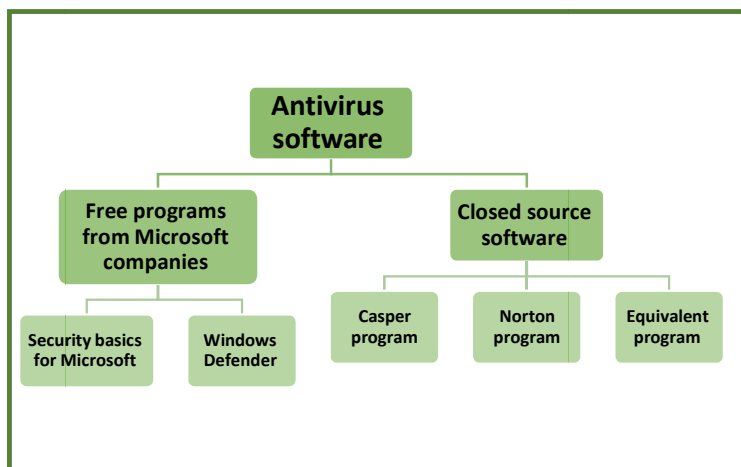 Antivirus
software
Free programs
from Microsoft
companies
Closed source
software
Security basics
for Microsoft
Windows
Defender
Casper
program
Norton
program
Equivalent
program